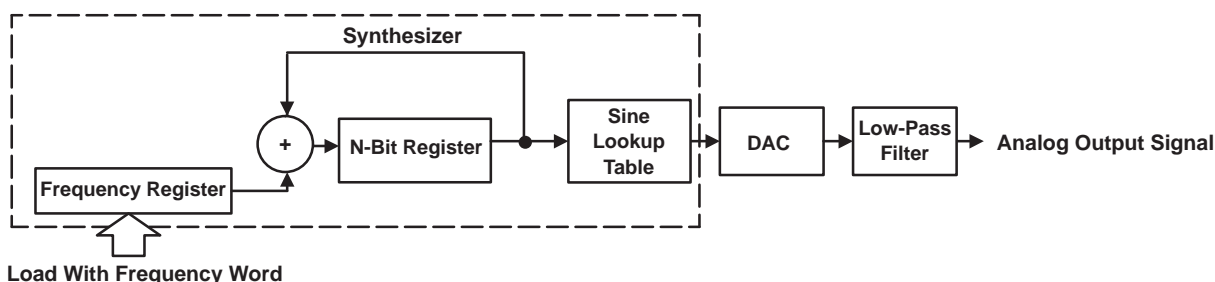 Synthesizer
Sine
Lookup
Table
DAC
Low-Pass
Filter
Analog Output Signal
+
N-Bit Register
Frequency Register
Load With Frequency Word